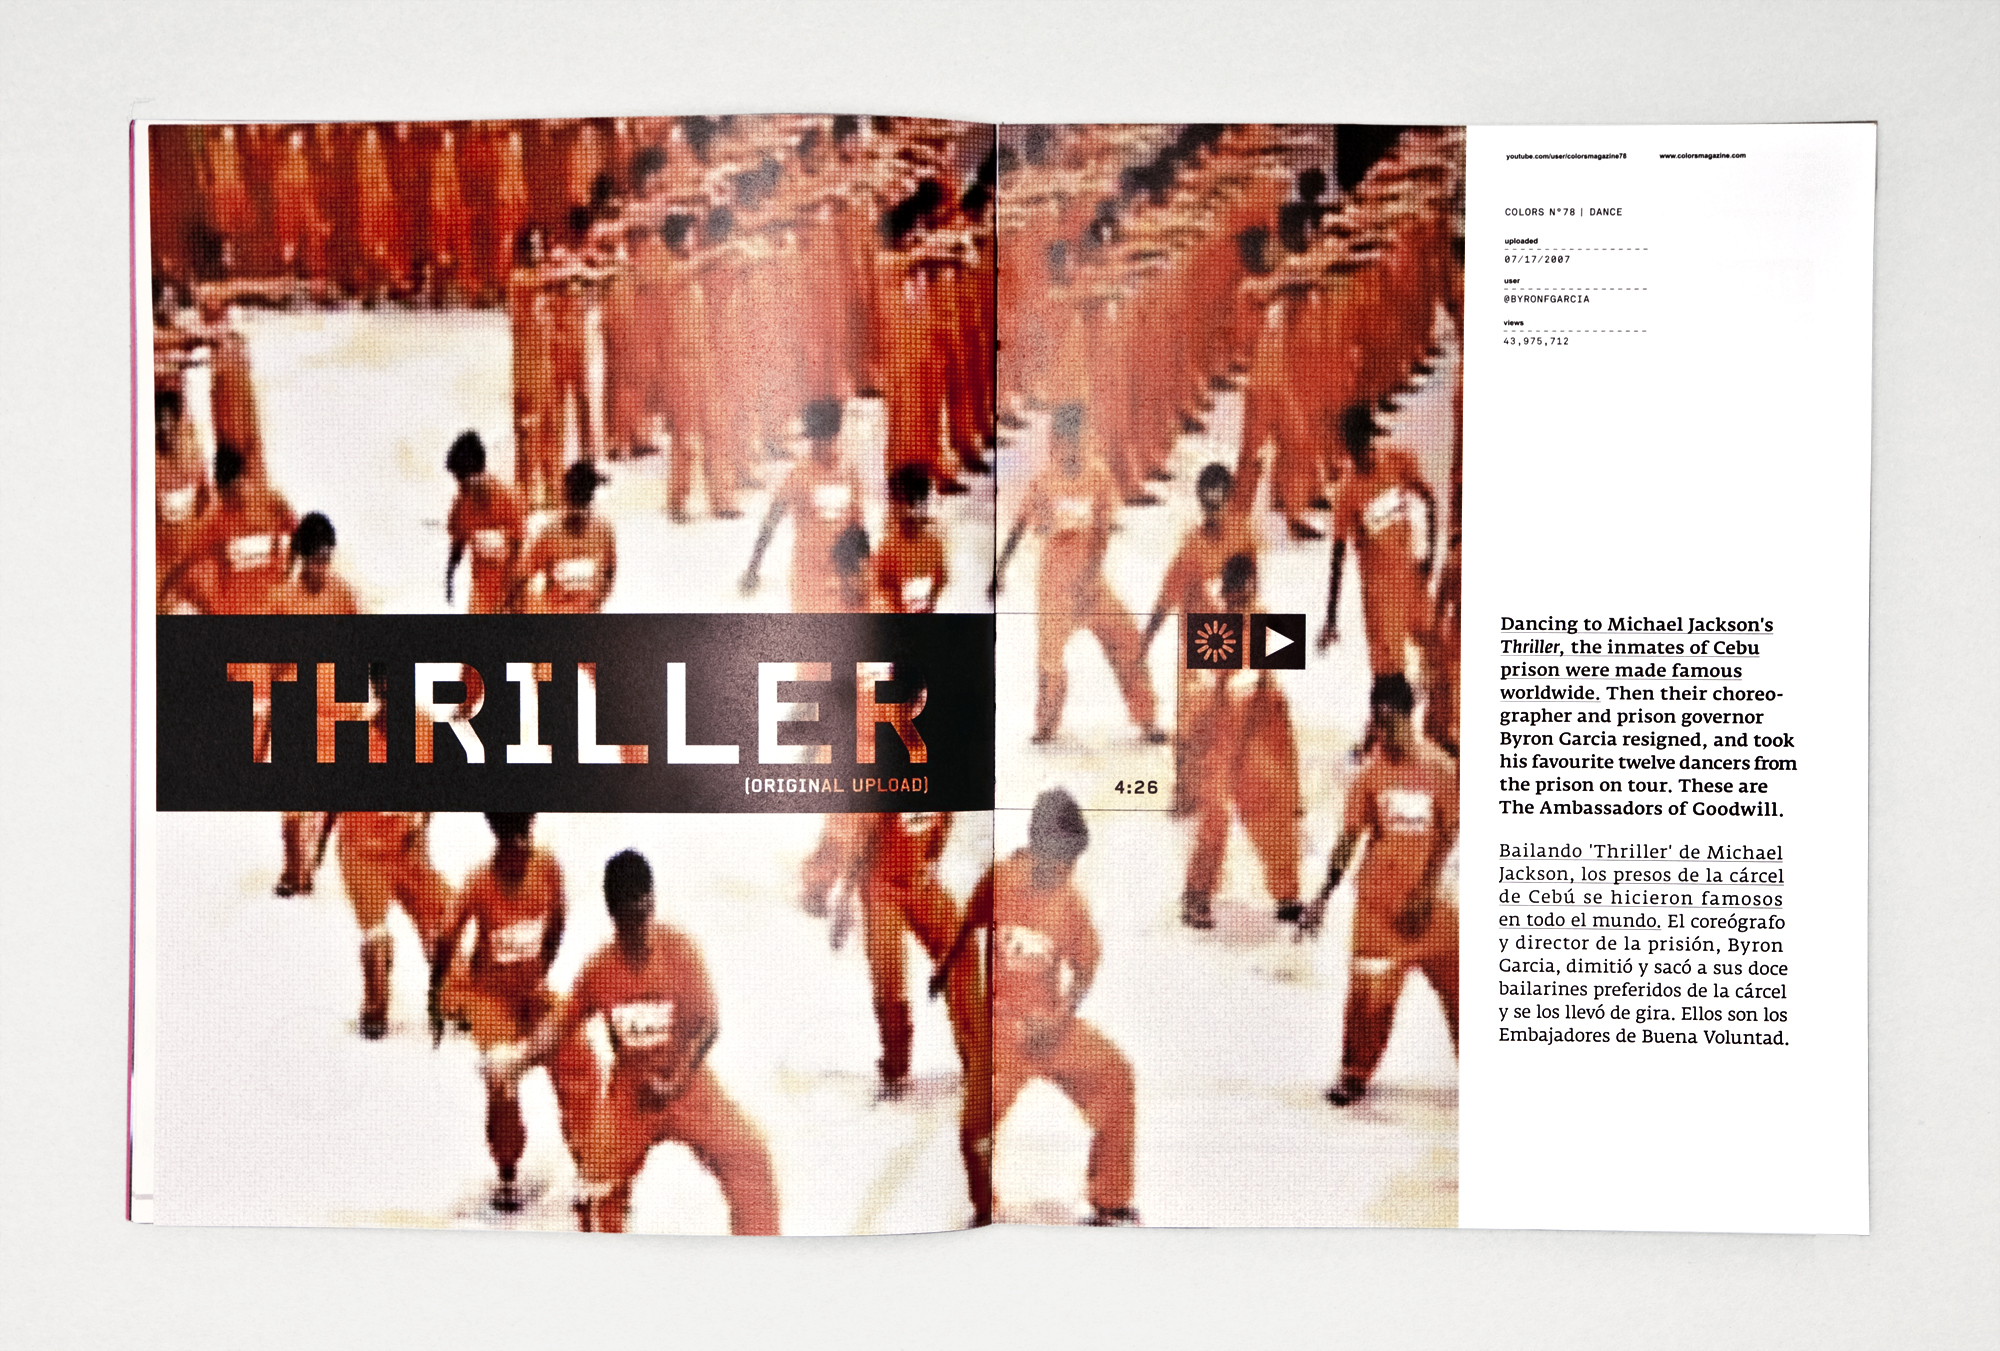 THRILLER
(ORIGINAL UPLOAD)
4:26
youtube.com/user/colorsmagazine78
www.colorsmagazine.com
COLORS N°78 | DANCE
uploaded
07/17/2007
user
@BYRONFGARCIA
views
43,975,712
Dancing to Michael Jackson's
Thriller, the inmates of Cebu
prison were made famous
worldwide. Then their choreo-
grapher and prison governor
Byron Garcia resigned, and took
his favourite twelve dancers from
the prison on tour. These are
The Ambassadors of Goodwill.
Bailando 'Thriller' de Michael
Jackson, los presos de la cárcel
de Cebú se hicieron famosos
en todo el mundo. El coreógrafo
y director de la prisión, Byron
Garcia, dimitió y sacó a sus doce
bailarines preferidos de la cárcel
y se los llevó de gira. Ellos son los
Embajadores de Buena Voluntad.